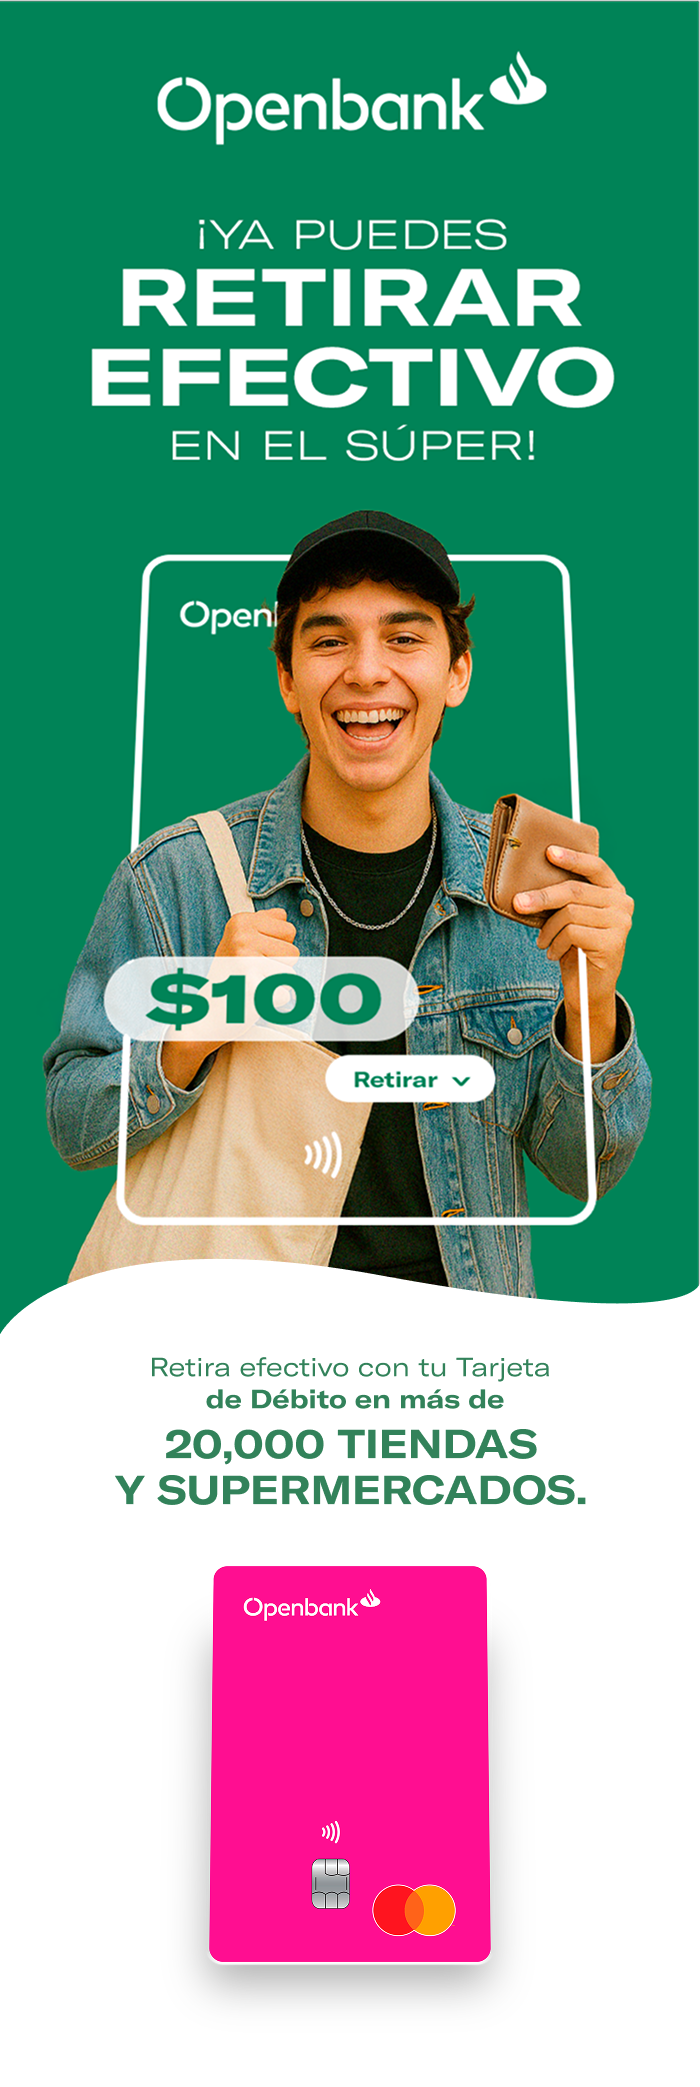 Openbank
¡YA PUEDES
RETIRAR
EFECTIVO
EN EL SÚPER!
Open
$100
Retirar
Retira efectivo con tu Tarjeta
de Débito en más de
20,000 TIENDAS
Y SUPERMERCADOS.
Openbank